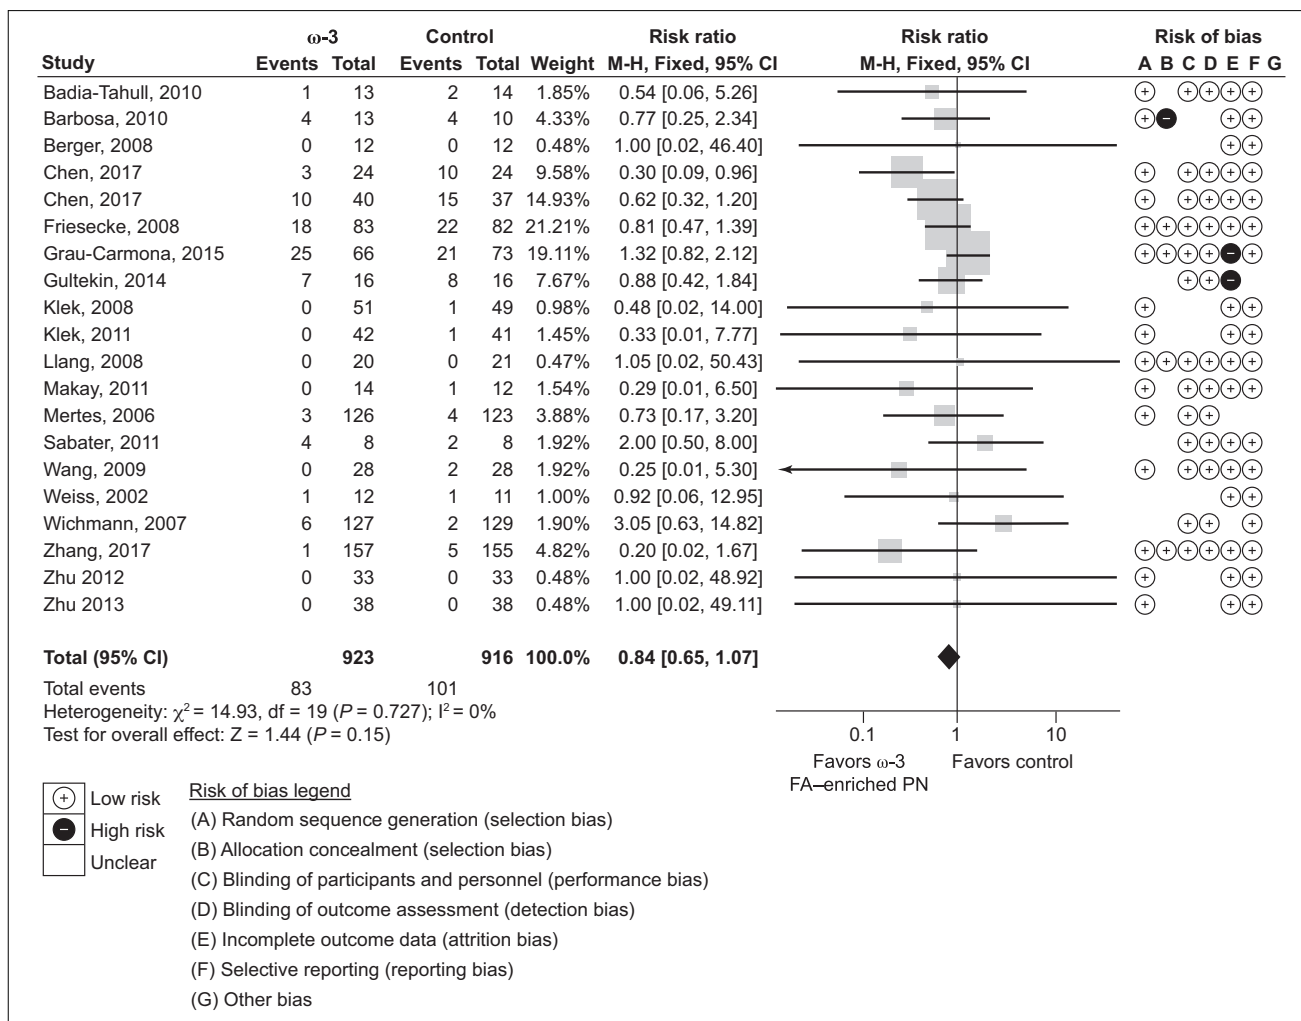 ω-3 Control Risk ratio Risk ratio Risk of bias
Study Events Total Events Total Weight M-H, Fixed, 95% CI M-H, Fixed, 95% CI A B C D E F G
Badia-Tahull, 2010 1 13 2 14 1.85% 0.54 [0.06, 5.26] + + + + +
Barbosa, 2010 4 13 4 10 4.33% 0.77 [0.25, 2.34] + − + +
Berger, 2008 0 12 0 12 0.48% 1.00 [0.02, 46.40] + +
Chen, 2017 3 24 10 24 9.58% 0.30 [0.09, 0.96] + + + + +
Chen, 2017 10 40 15 37 14.93% 0.62 [0.32, 1.20] + + + + +
Friesecke, 2008 18 83 22 82 21.21% 0.81 [0.47, 1.39] + + + + + +
Grau-Carmona, 2015 25 66 21 73 19.11% 1.32 [0.82, 2.12] + + + + − +
Gultekin, 2014 7 16 8 16 7.67% 0.88 [0.42, 1.84] + + −
Klek, 2008 0 51 1 49 0.98% 0.48 [0.02, 14.00] + + +
Klek, 2011 0 42 1 41 1.45% 0.33 [0.01, 7.77] + + +
Llang, 2008 0 20 0 21 0.47% 1.05 [0.02, 50.43] + + + + + +
Makay, 2011 0 14 1 12 1.54% 0.29 [0.01, 6.50] + + + + +
Mertes, 2006 3 126 4 123 3.88% 0.73 [0.17, 3.20] + + +
Sabater, 2011 4 8 2 8 1.92% 2.00 [0.50, 8.00] + + + +
Wang, 2009 0 28 2 28 1.92% 0.25 [0.01, 5.30] + + + + +
Weiss, 2002 1 12 1 11 1.00% 0.92 [0.06, 12.95] + +
Wichmann, 2007 6 127 2 129 1.90% 3.05 [0.63, 14.82] + + +
Zhang, 2017 1 157 5 155 4.82% 0.20 [0.02, 1.67] + + + + + +
Zhu 2012 0 33 0 33 0.48% 1.00 [0.02, 48.92] + + +
Zhu 2013 0 38 0 38 0.48% 1.00 [0.02, 49.11] + + +
Total (95% CI) 923 916 100.0% 0.84 [0.65, 1.07]
Total events 83 101
Heterogeneity: χ² = 14.93, df = 19 (P = 0.727); I² = 0%
Test for overall effect: Z = 1.44 (P = 0.15)
0.1 1 10
Favors ω-3 Favors control
FA–enriched PN
+ Low risk
− High risk
Unclear
Risk of bias legend
(A) Random sequence generation (selection bias)
(B) Allocation concealment (selection bias)
(C) Blinding of participants and personnel (performance bias)
(D) Blinding of outcome assessment (detection bias)
(E) Incomplete outcome data (attrition bias)
(F) Selective reporting (reporting bias)
(G) Other bias